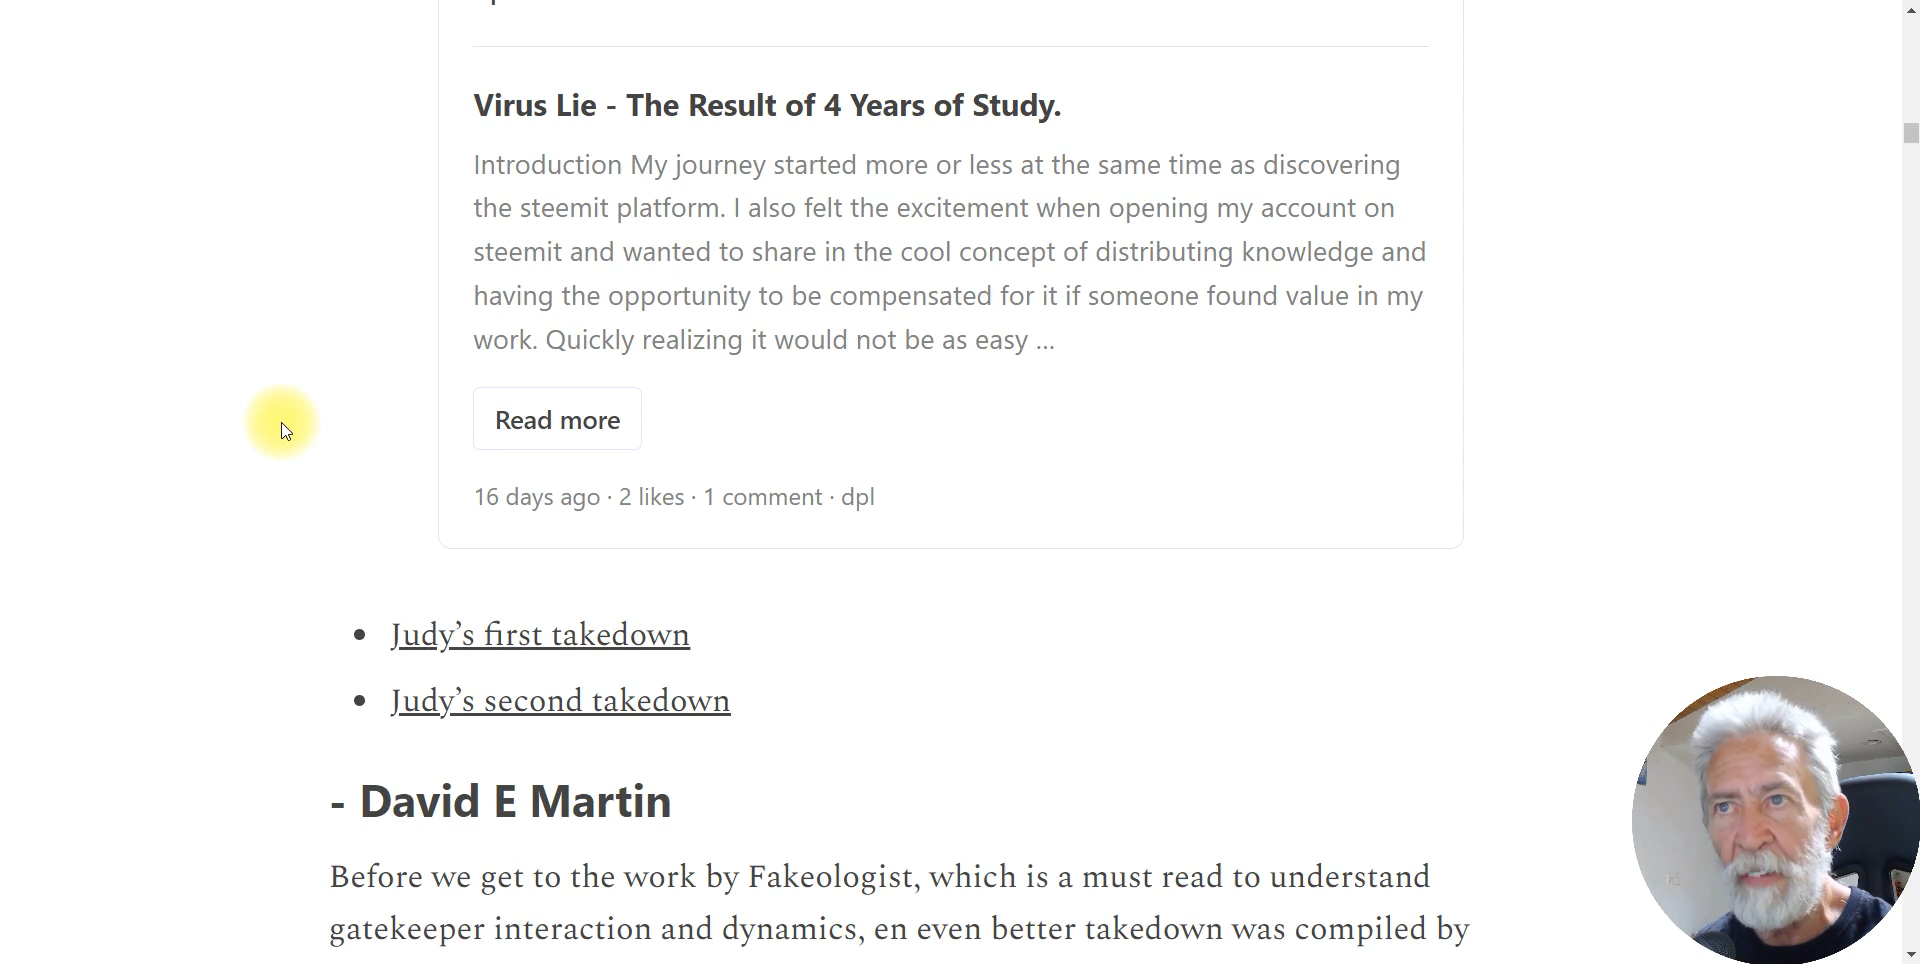 Virus Lie - The Result of 4 Years of Study.
Introduction My journey started more or less at the same time as discovering
the steemit platform. I also felt the excitement when opening my account on
steemit and wanted to share in the cool concept of distributing knowledge and
having the opportunity to be compensated for it if someone found value in my
work. Quickly realizing it would not be as easy ...
Read more
16 days ago · 2 likes · 1 comment · dpl
• Judy’s first takedown
• Judy’s second takedown
- David E Martin
Before we get to the work by Fakeologist, which is a must read to understand
gatekeeper interaction and dynamics, en even better takedown was compiled by